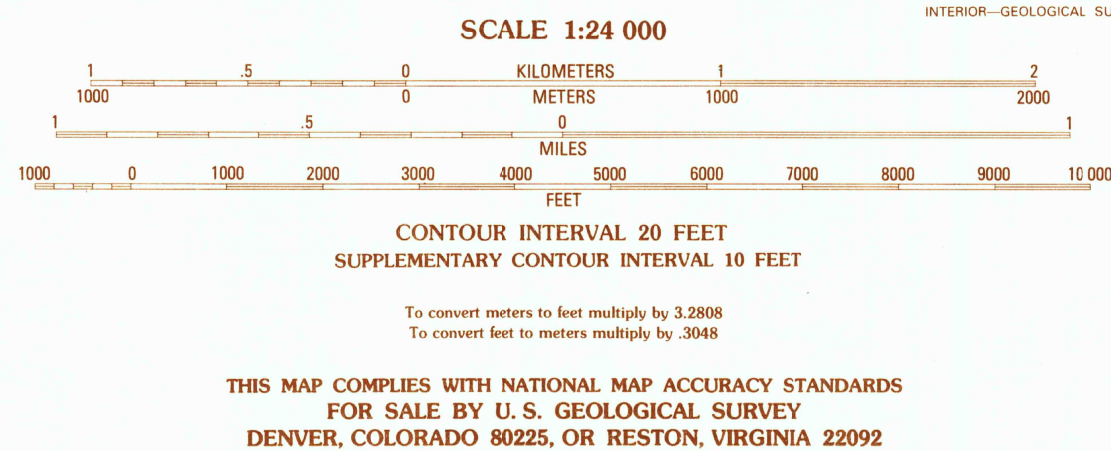 INTERIOR—GEOLOGICAL SU
SCALE 1:24 000
1 .5 0 KILOMETERS 1 2
1000 0 METERS 1000 2000
1 .5 0 1
MILES
1000 0 1000 2000 3000 4000 5000 6000 7000 8000 9000 10 000
FEET
CONTOUR INTERVAL 20 FEET
SUPPLEMENTARY CONTOUR INTERVAL 10 FEET
To convert meters to feet multiply by 3.2808
To convert feet to meters multiply by .3048
THIS MAP COMPLIES WITH NATIONAL MAP ACCURACY STANDARDS
FOR SALE BY U. S. GEOLOGICAL SURVEY
DENVER, COLORADO 80225, OR RESTON, VIRGINIA 22092